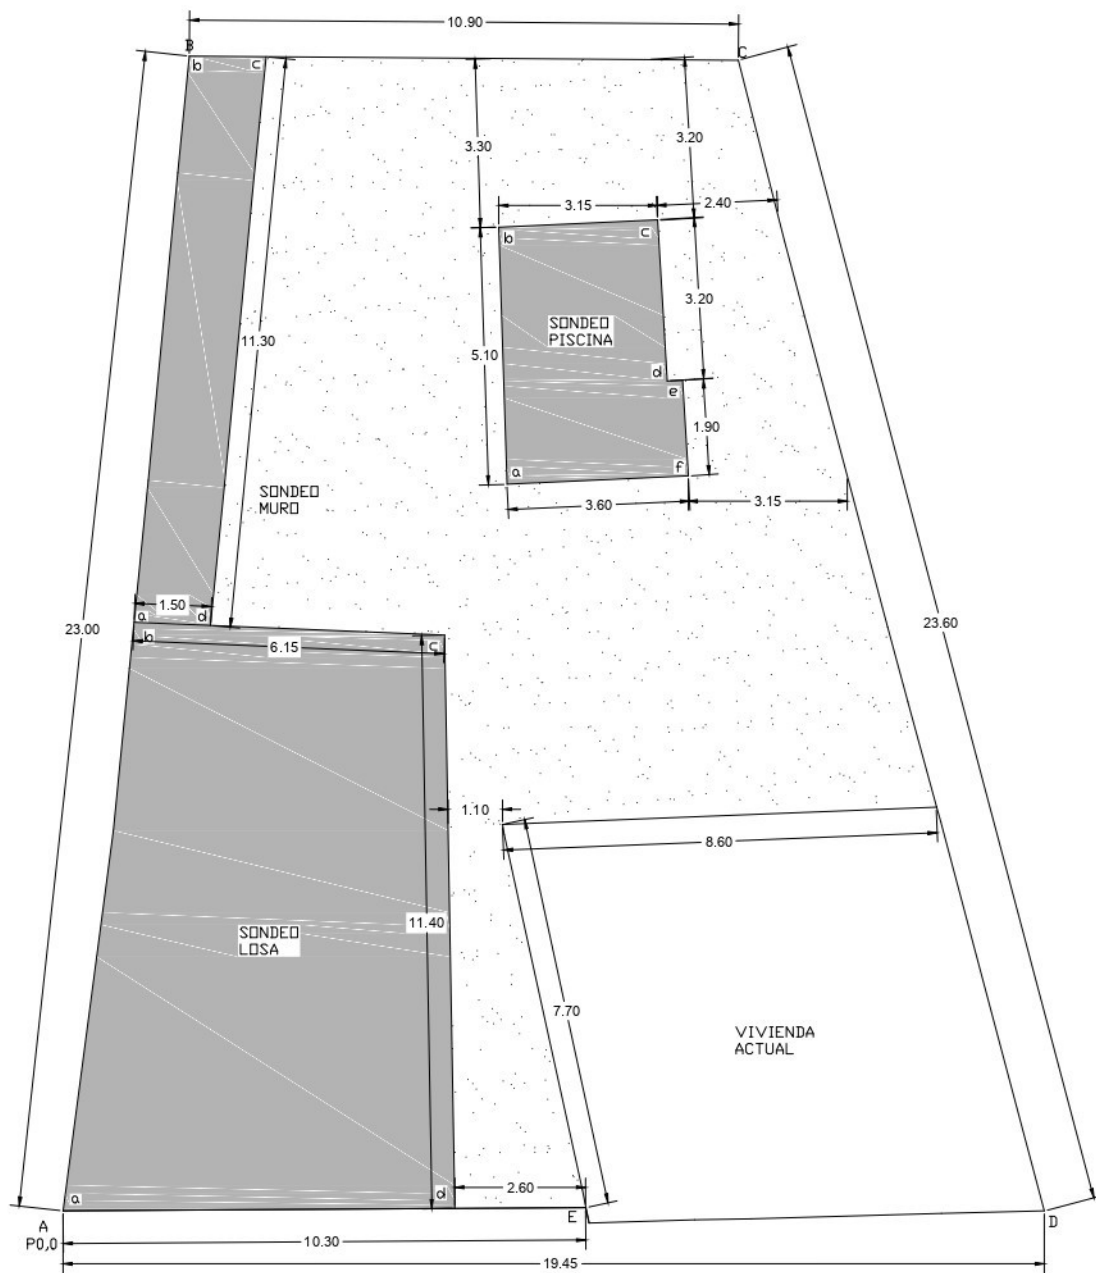 10.90
B
C
b
c
3.30
3.20
3.15
2.40
b
c
3.20
SONDEO
PISCINA
11.30
5.10
d
e
1.90
a
f
SONDEO
MURO
3.60
3.15
1.50
a
d
23.00
b
6.15
c
23.60
1.10
8.60
11.40
SONDEO
LOSA
7.70
VIVIENDA
ACTUAL
a
d
2.60
A
E
D
P0,0
10.30
19.45